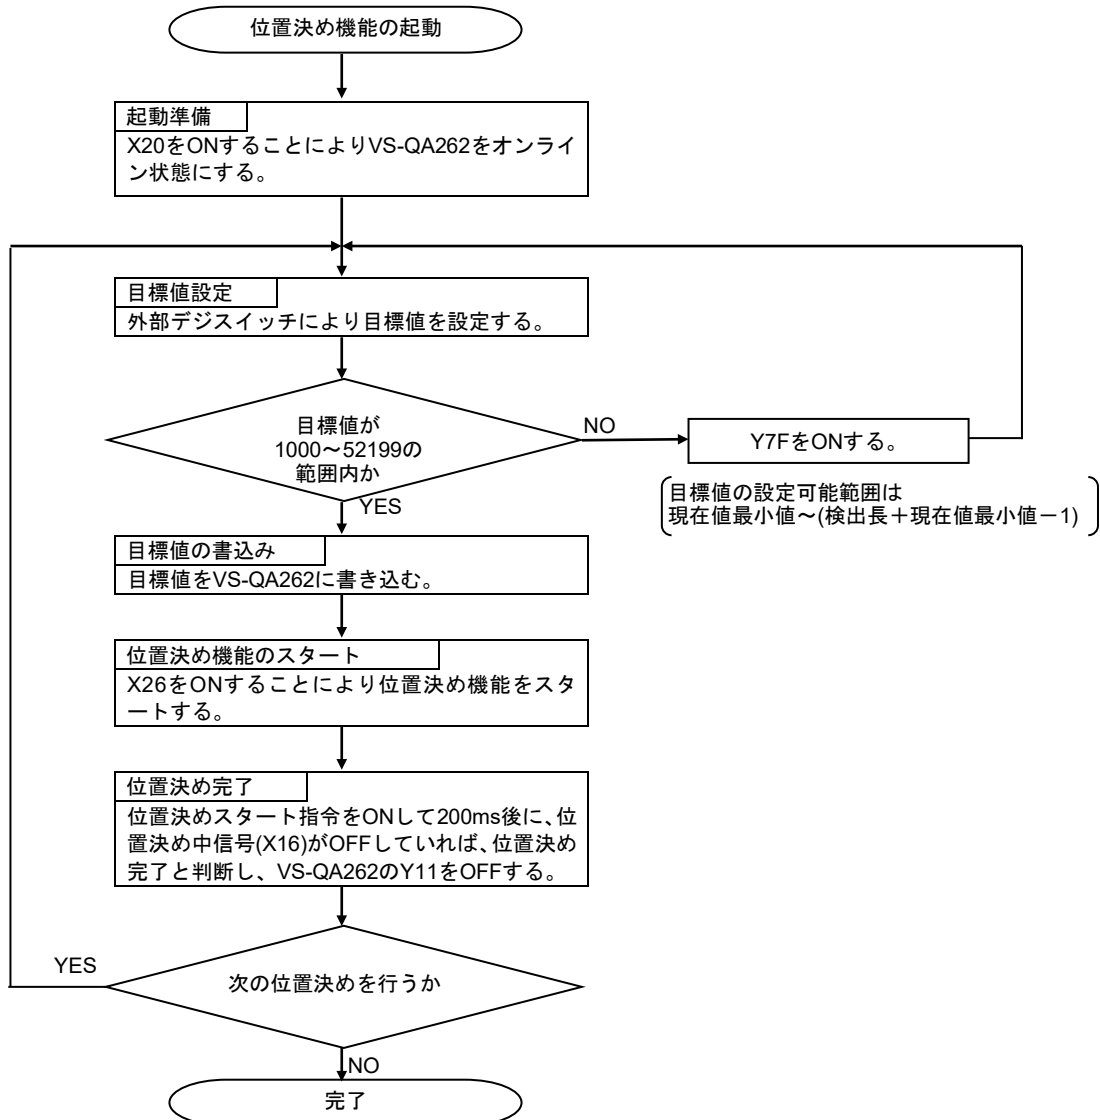 位置決め機能の起動
起動準備
X20をONすることによりVS-QA262をオンライ
ン状態にする。
目標値設定
外部デジスイッチにより目標値を設定する。
目標値が
1000～52199の
範囲内か
NO
Y7FをONする。
目標値の設定可能範囲は
現在値最小値～(検出長＋現在値最小値－1)
YES
目標値の書込み
目標値をVS-QA262に書き込む。
位置決め機能のスタート
X26をONすることにより位置決め機能をスタ
ートする。
位置決め完了
位置決めスタート指令をONして200ms後に、位
置決め中信号(X16)がOFFしていれば、位置決め
完了と判断し、VS-QA262のY11をOFFする。
YES
次の位置決めを行うか
NO
完了